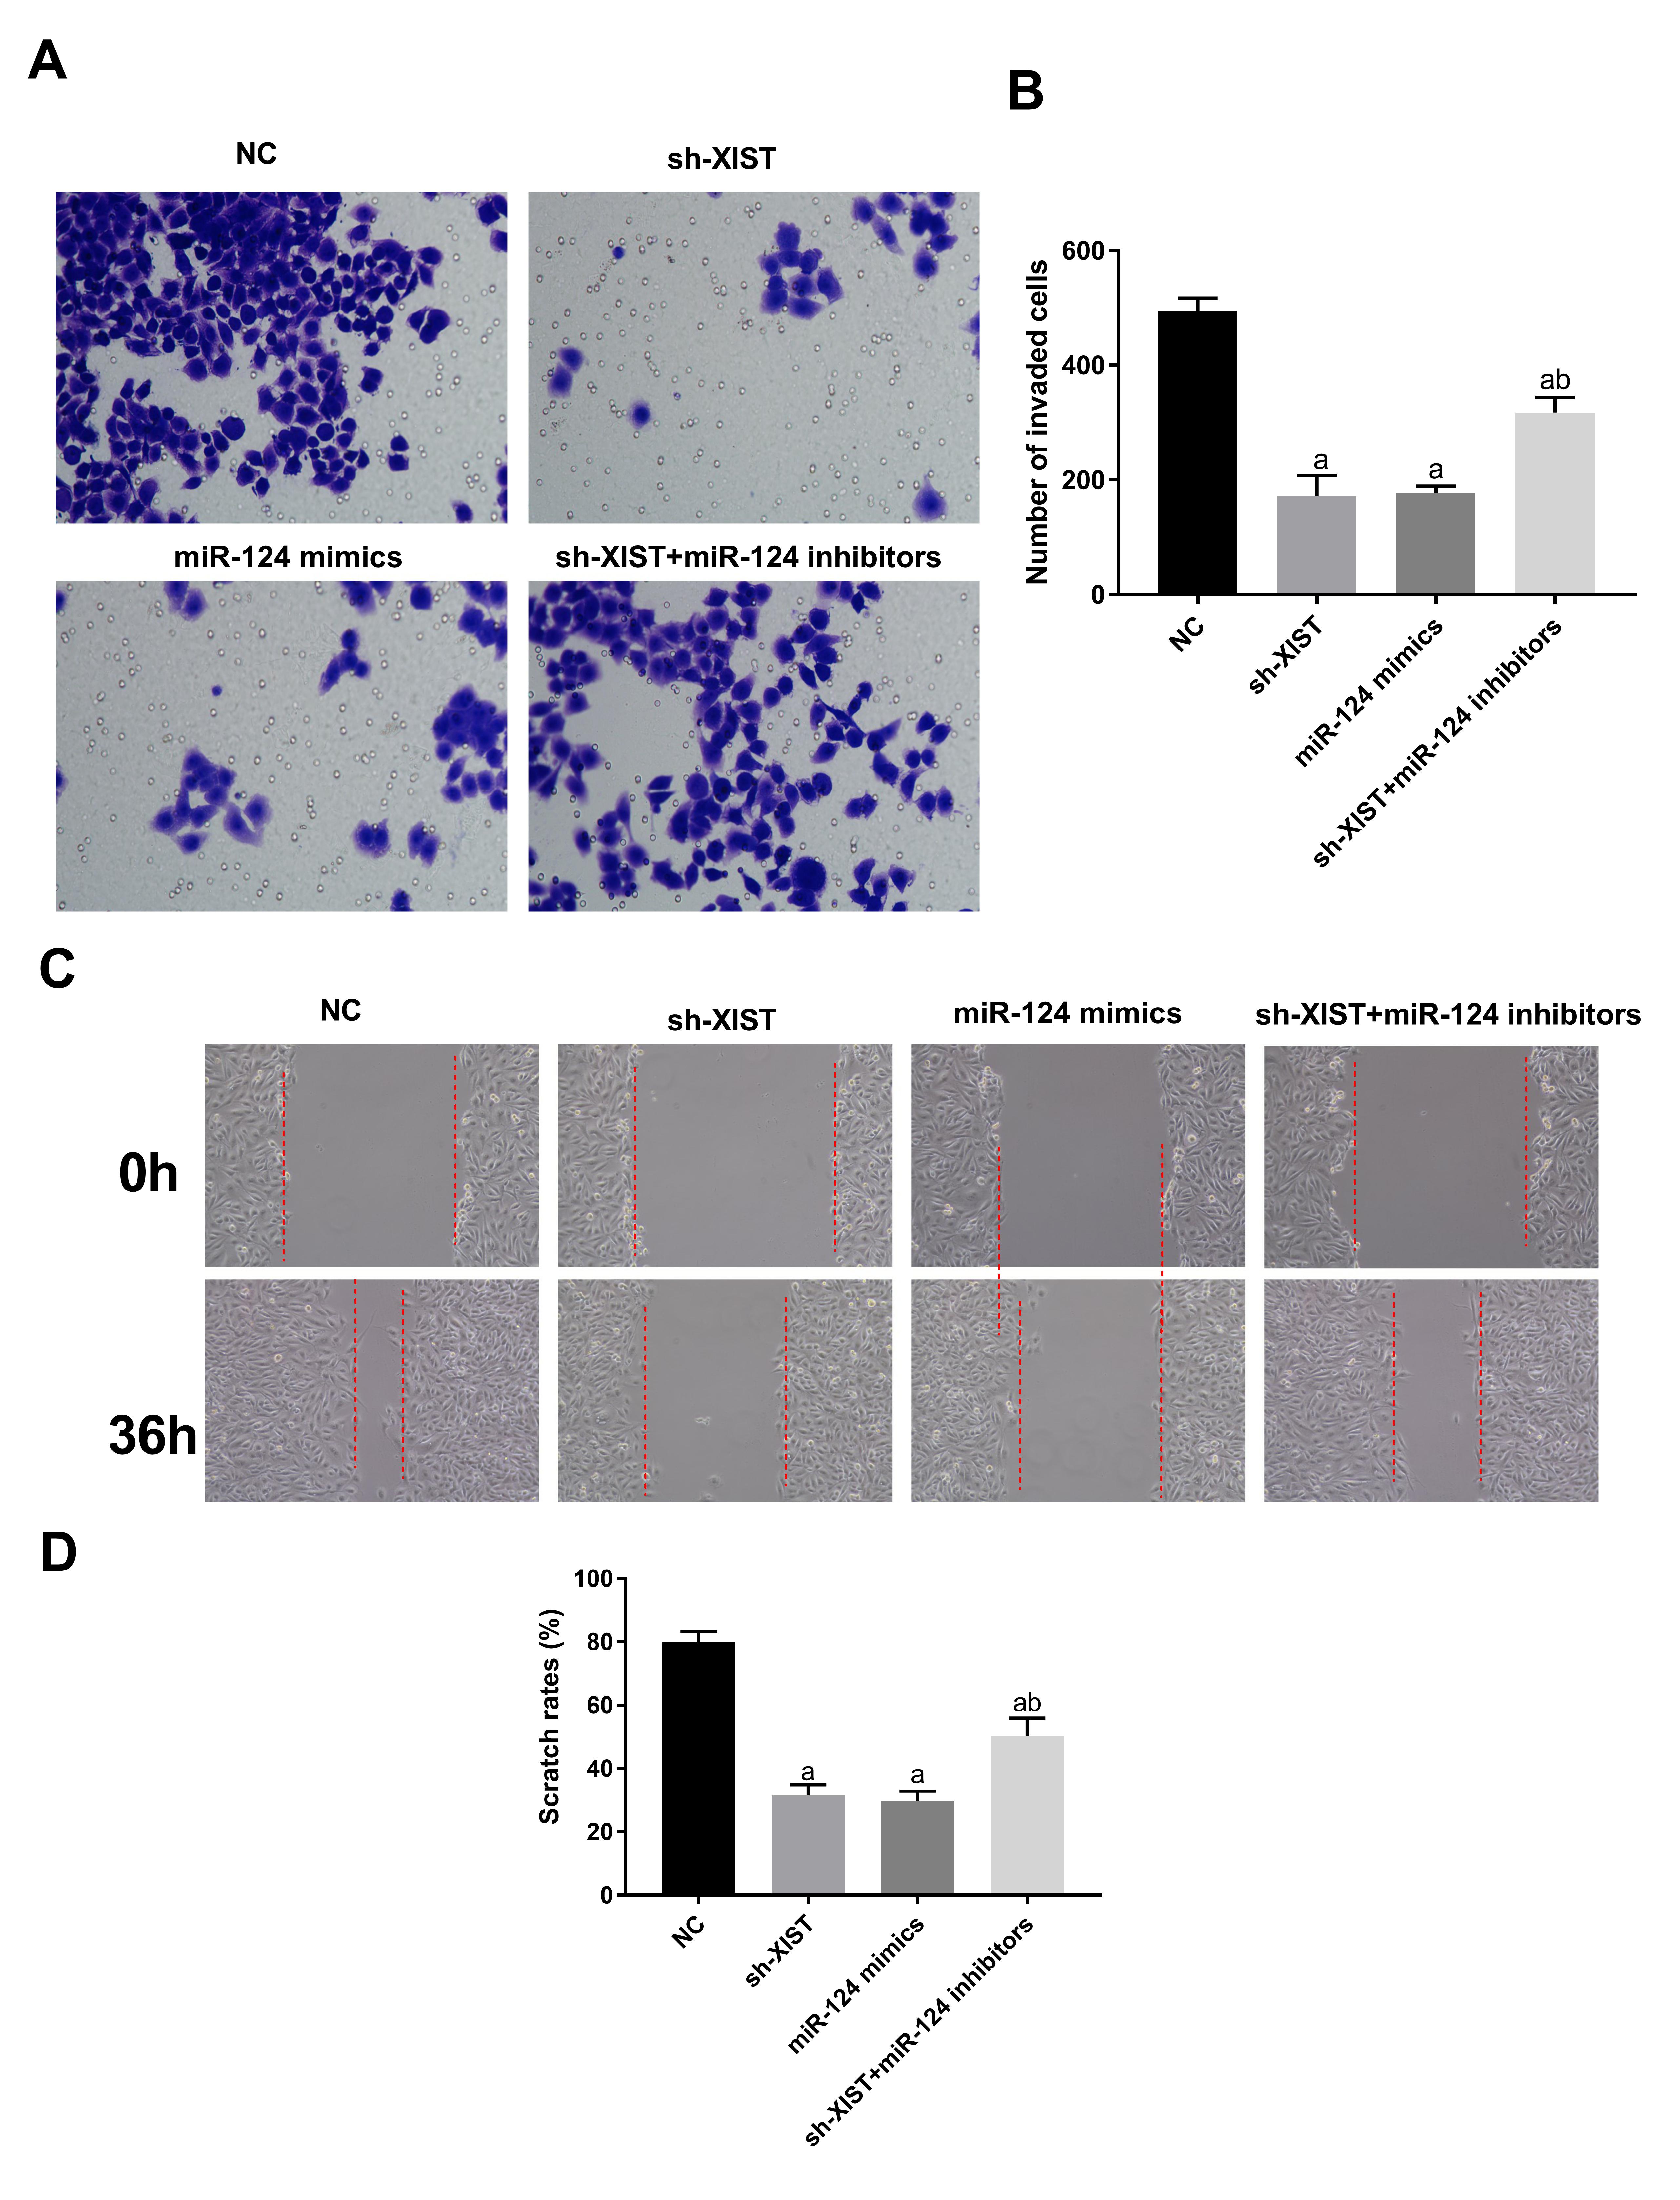 A
NC
sh-XIST
miR-124 mimics
sh-XIST+miR-124 inhibitors
B
Number of invaded cells
600
400
200
0
a
a
ab
NC
sh-XIST
miR-124 mimics
sh-XIST+miR-124 inhibitors
C
NC
sh-XIST
miR-124 mimics
sh-XIST+miR-124 inhibitors
0h
36h
D
Scratch rates (%)
100
80
60
40
20
0
a
a
ab
NC
sh-XIST
miR-124 mimics
sh-XIST+miR-124 inhibitors